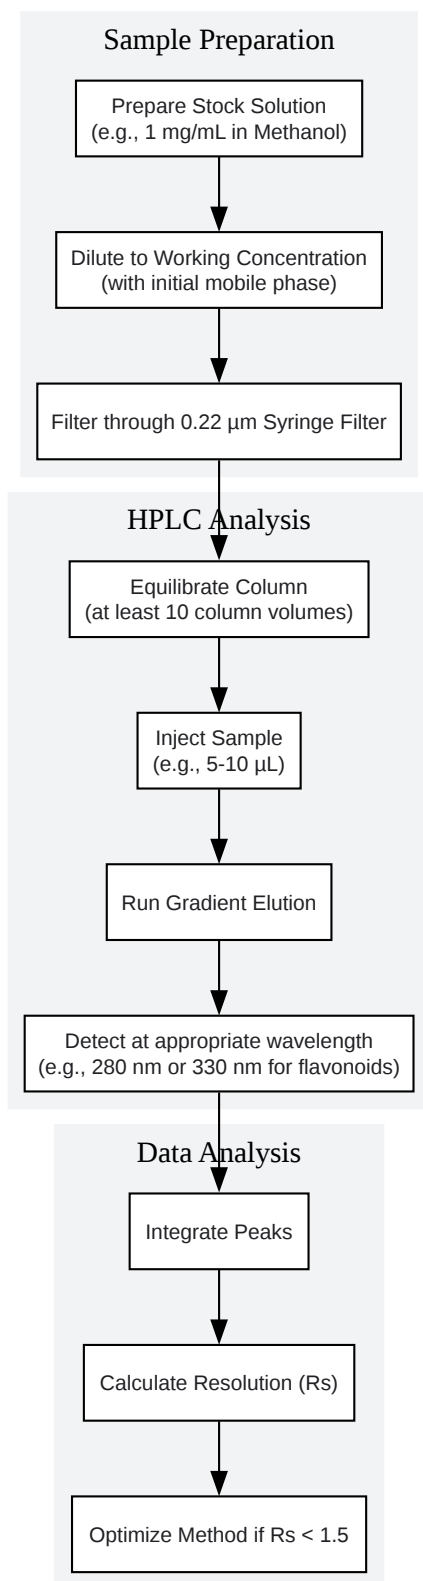 Sample Preparation
Prepare Stock Solution
(e.g., 1 mg/mL in Methanol)
Dilute to Working Concentration
(with initial mobile phase)
Filter through 0.22 µm Syringe Filter
HPLC Analysis
Equilibrate Column
(at least 10 column volumes)
Inject Sample
(e.g., 5-10 µL)
Run Gradient Elution
Detect at appropriate wavelength
(e.g., 280 nm or 330 nm for flavonoids)
Data Analysis
Integrate Peaks
Calculate Resolution (Rs)
Optimize Method if Rs < 1.5